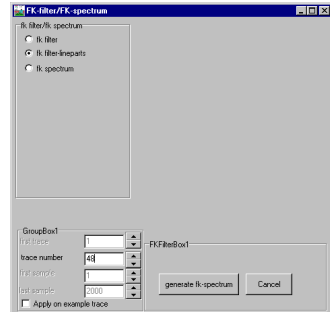 FK-filter/FK-spectrum
fk filter/fk spectrum
fk filter
fk filter-lineparts
fk spectrum
GroupBox1
first trace
1
trace number
48
first sample
1
last sample
2000
Apply on example trace
FKFilterBox1
generate fk-spectrum
Cancel